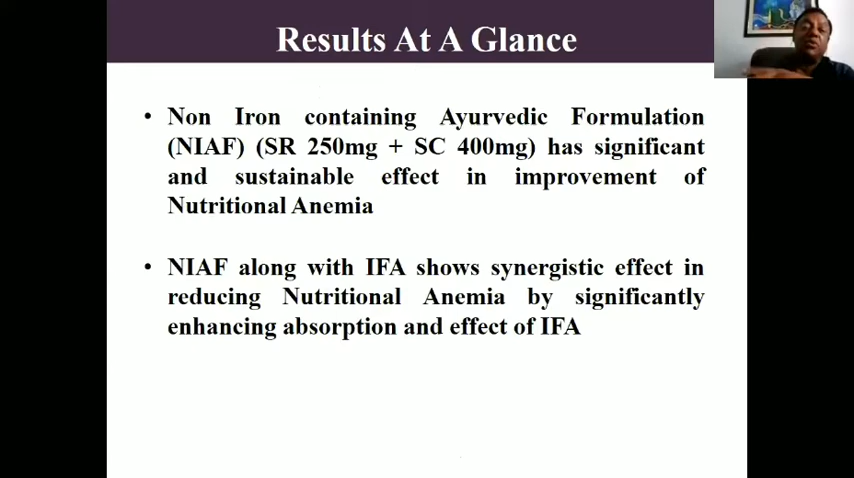 Results At A Glance
• Non Iron containing Ayurvedic Formulation
(NIAF) (SR 250mg + SC 400mg) has significant
and sustainable effect in improvement of
Nutritional Anemia
• NIAF along with IFA shows synergistic effect in
reducing Nutritional Anemia by significantly
enhancing absorption and effect of IFA